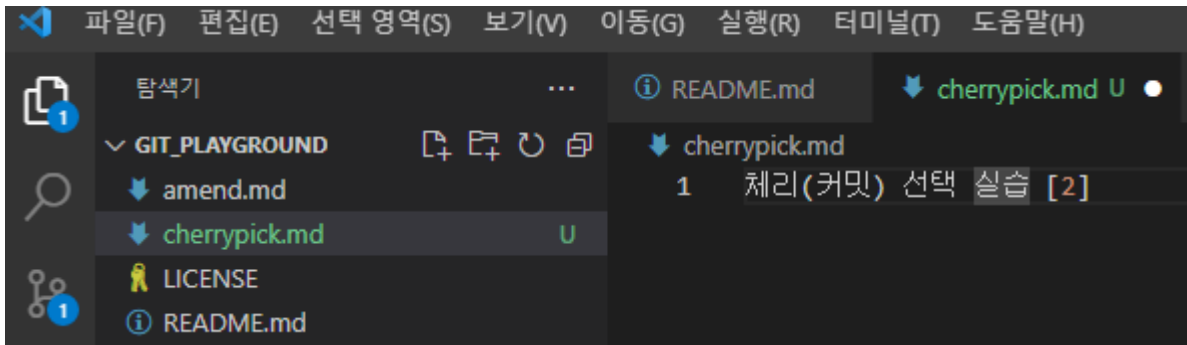 파일(F) 편집(E) 선택 영역(S) 보기(V) 이동(G) 실행(R) 터미널(T) 도움말(H)
탐색기 ...
1
GIT_PLAYGROUND
amend.md
cherrypick.md U
LICENSE
README.md
1
README.md cherrypick.md U
cherrypick.md
1 체리(커밋) 선택 실습 [2]